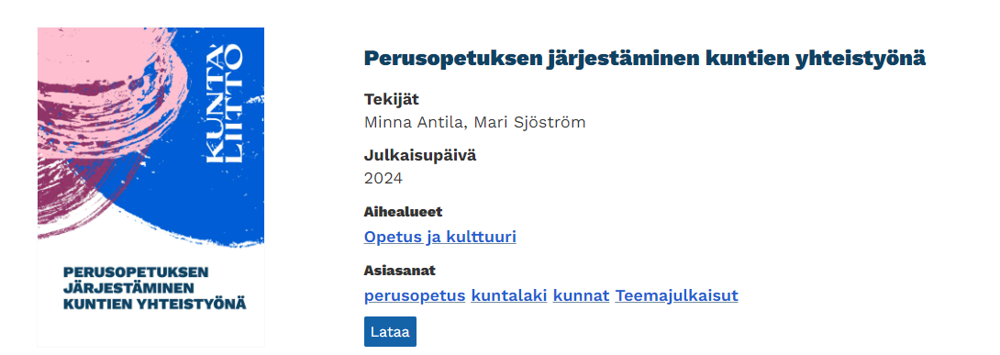 KUNTA-
LIITTO
PERUSOPETUKSEN
JÄRJESTÄMINEN
KUNTIEN YHTEISTYÖNÄ
Perusopetuksen järjestäminen kuntien yhteistyönä
Tekijät
Minna Antila, Mari Sjöström
Julkaisupäivä
2024
Aihealueet
Opetus ja kulttuuri
Asiasanat
perusopetus kuntalaki kunnat Teemajulkaisut
Lataa